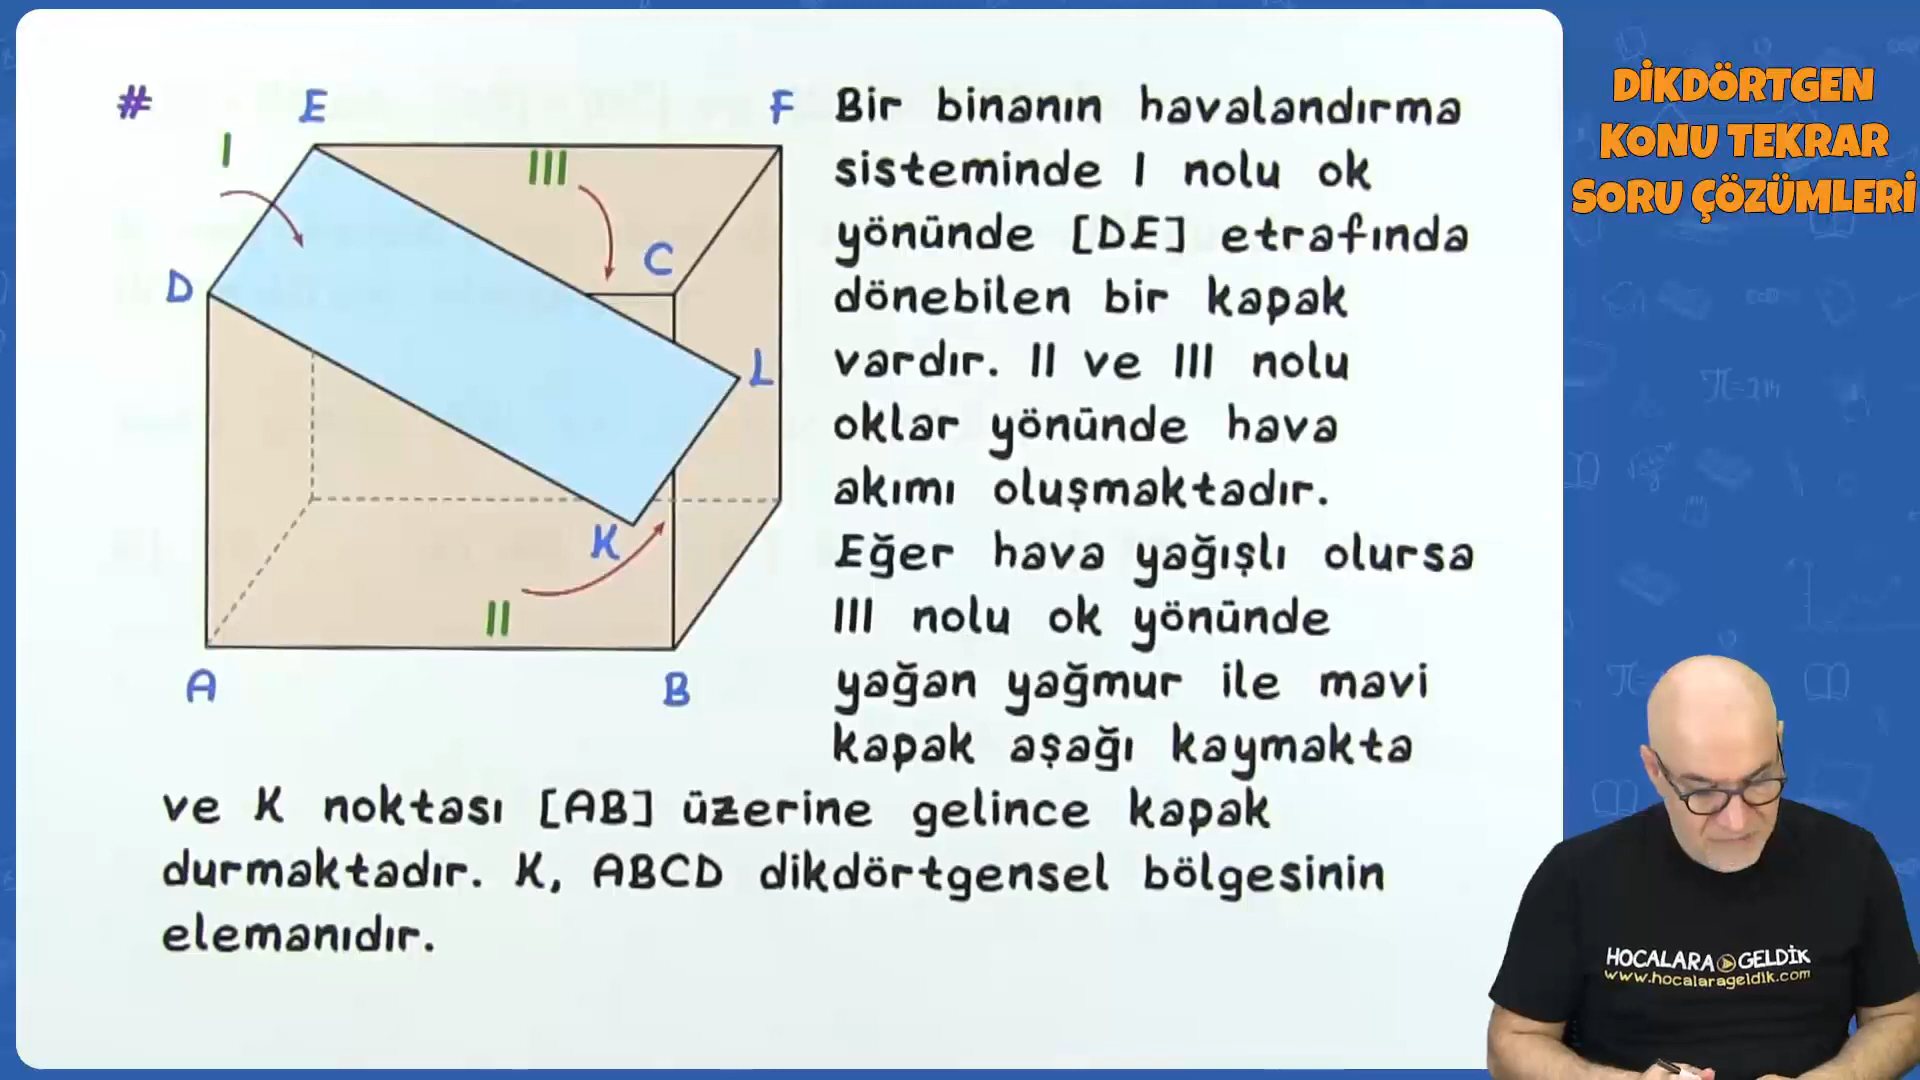 #
E
F
I
III
C
D
L
K
II
A
B
Bir binanın havalandırma
sisteminde I nolu ok
yönünde [DE] etrafında
dönebilen bir kapak
vardır. II ve III nolu
oklar yönünde hava
akımı oluşmaktadır.
Eğer hava yağışlı olursa
III nolu ok yönünde
yağan yağmur ile mavi
kapak aşağı kaymakta
ve K noktası [AB] üzerine gelince kapak
durmaktadır. K, ABCD dikdörtgensel bölgesinin
elemanıdır.
DİKDÖRTGEN
KONU TEKRAR
SORU ÇÖZÜMLERİ
HOCALARA GELDİK
www.hocalarageldik.com